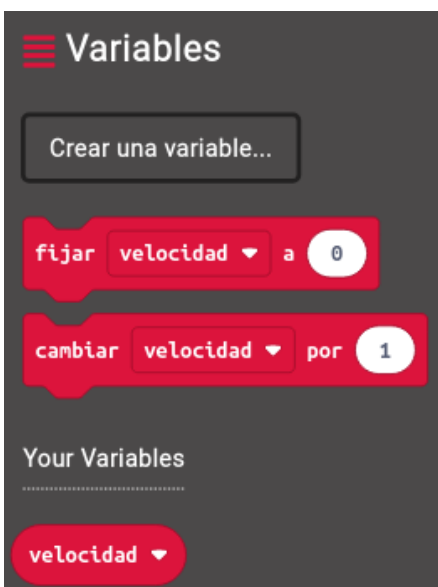 Variables
Crear una variable...
fijar velocidad a 0
cambiar velocidad por 1
Your Variables
velocidad